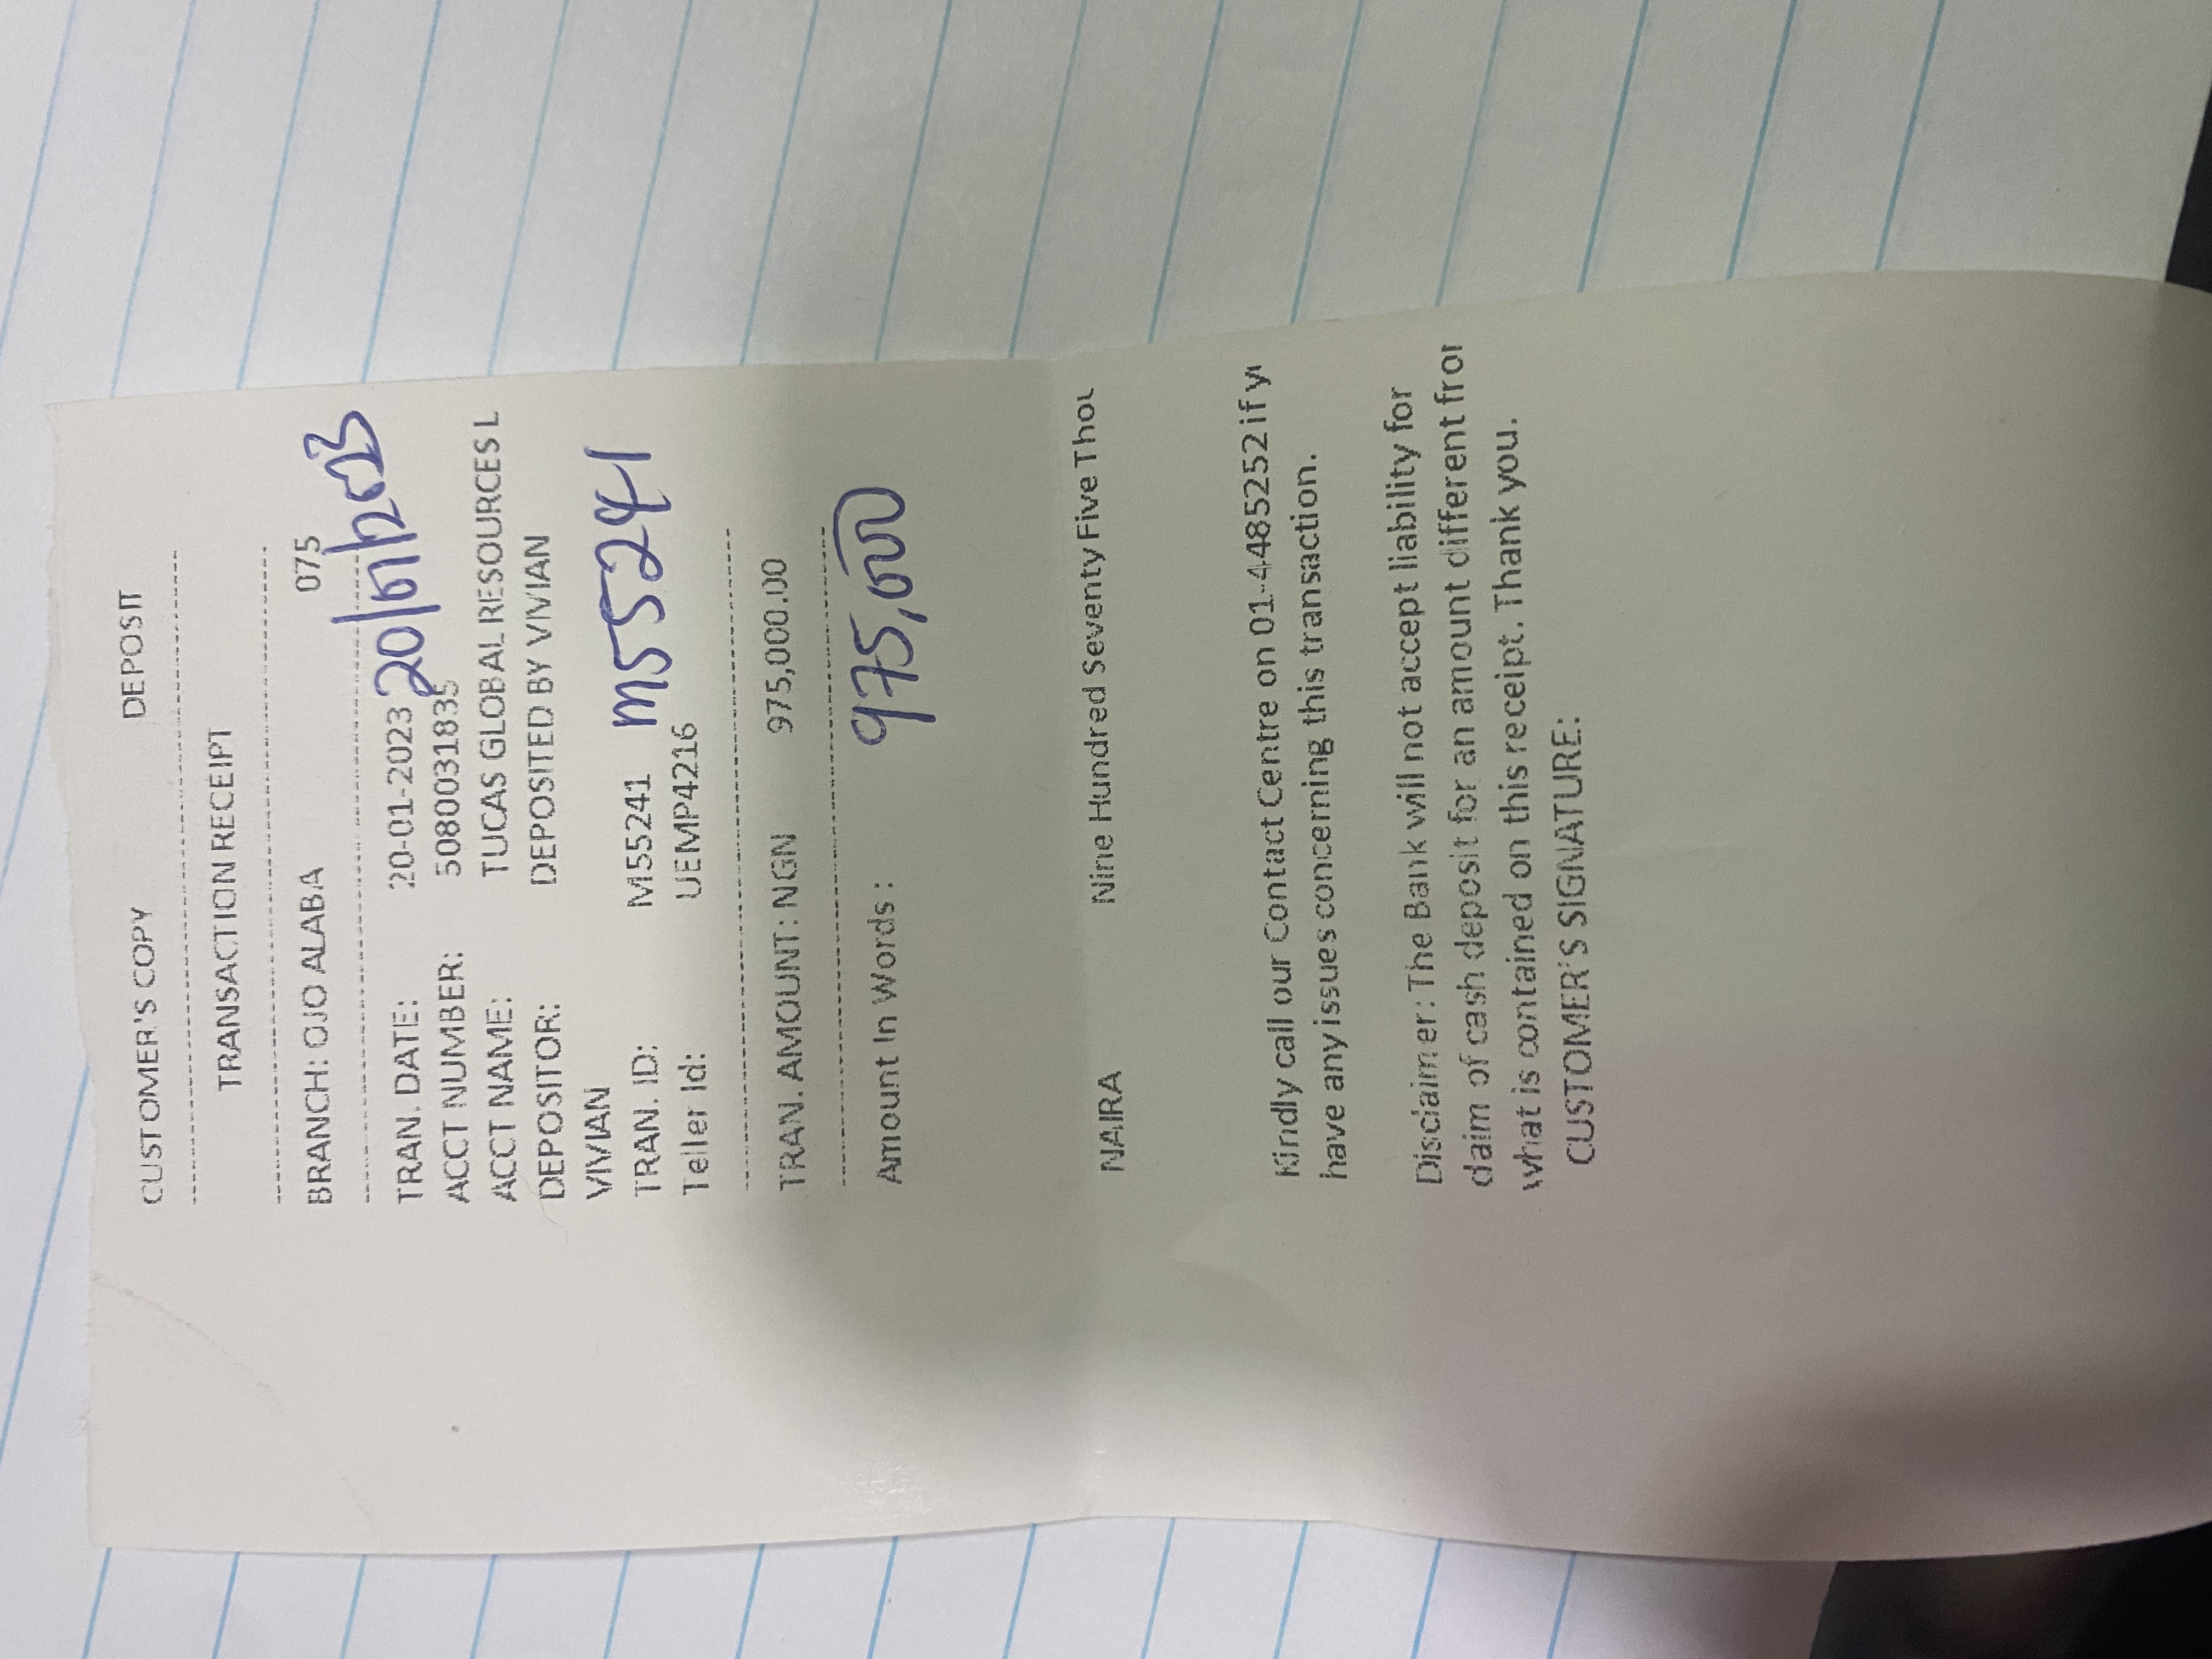 CUSTOMER'S COPY DEPOSIT
TRANSACTION RECEIPT
BRANCH: OJO ALABA 075
TRAN. DATE: 20-01-2023 20/01/2023
ACCT NUMBER: 5080031835
ACCT NAME: TUCAS GLOBAL RESOURCES L
DEPOSITOR: DEPOSITED BY VIVIAN
VIVIAN
TRAN. ID: M55241 M55241
Teller Id: UEMP4216
TRAN. AMOUNT: NGN 975,000.00
Amount In Words : 975,000
Nine Hundred Seventy Five Thou
NAIRA
Kindly call our Contact Centre on 01-4485252 if y
have any issues concerning this transaction.
Disclaimer : The Bank will not accept liability for
claim of cash deposit for an amount different fror
what is contained on this receipt. Thank you.
CUSTOMER'S SIGNATURE: